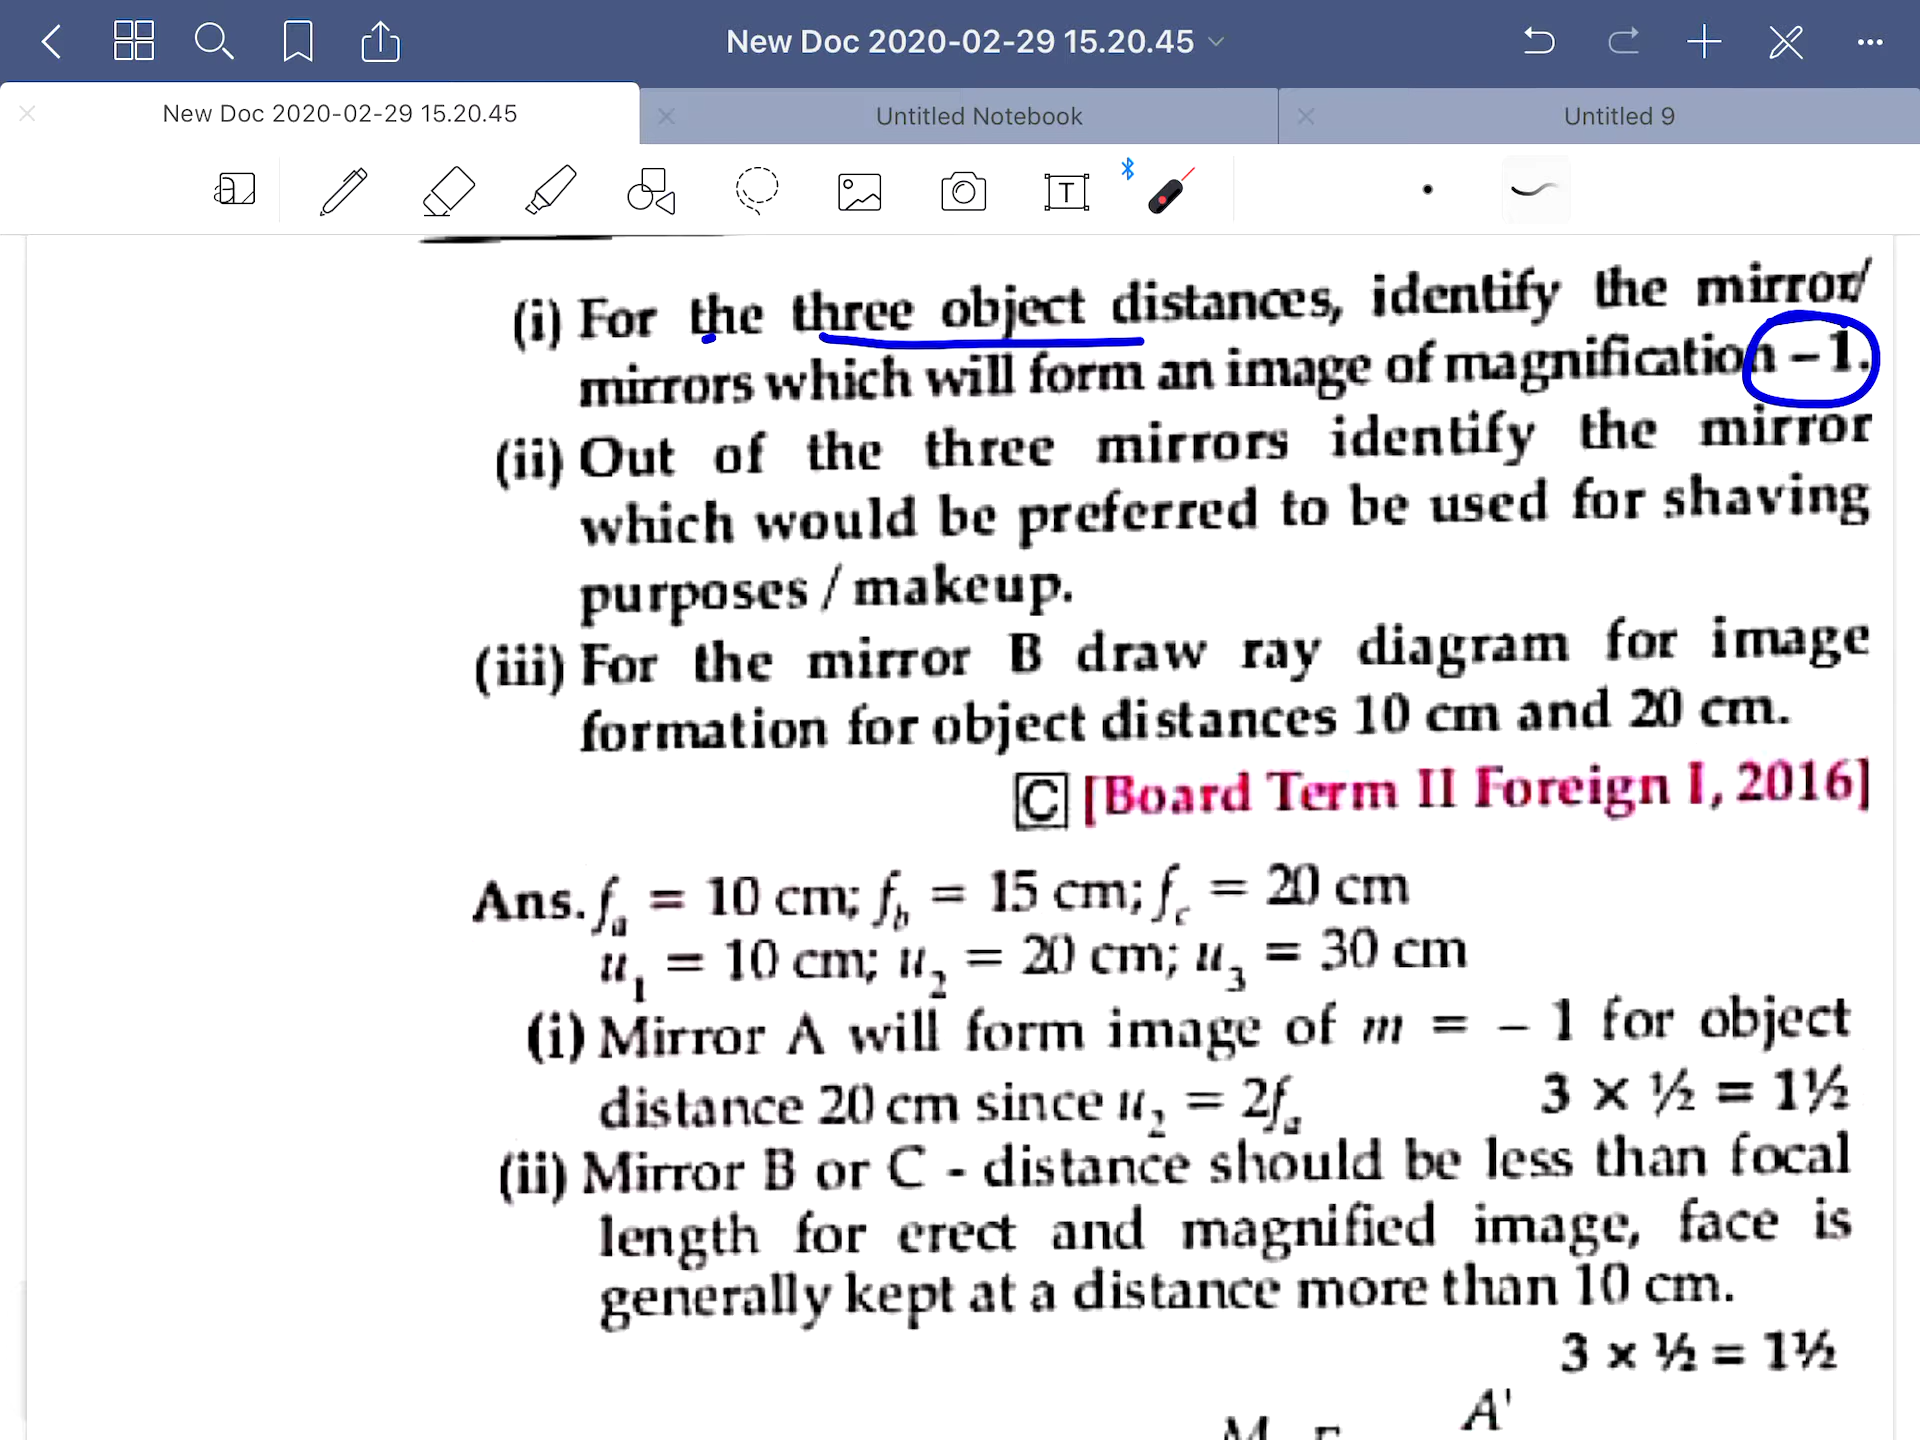 New Doc 2020-02-29 15.20.45
New Doc 2020-02-29 15.20.45
Untitled Notebook
Untitled 9
(i) For the three object distances, identify the mirror/
mirrors which will form an image of magnification –1.
(ii) Out of the three mirrors identify the mirror
which would be preferred to be used for shaving
purposes / makeup.
(iii) For the mirror B draw ray diagram for image
formation for object distances 10 cm and 20 cm.
C [Board Term II Foreign I, 2016]
Ans. fₐ = 10 cm; f_b = 15 cm; f_c = 20 cm
u₁ = 10 cm; u₂ = 20 cm; u₃ = 30 cm
(i) Mirror A will form image of m = – 1 for object
distance 20 cm since u₂ = 2fₐ 3 × ½ = 1½
(ii) Mirror B or C - distance should be less than focal
length for erect and magnified image, face is
generally kept at a distance more than 10 cm.
3 × ½ = 1½
A'